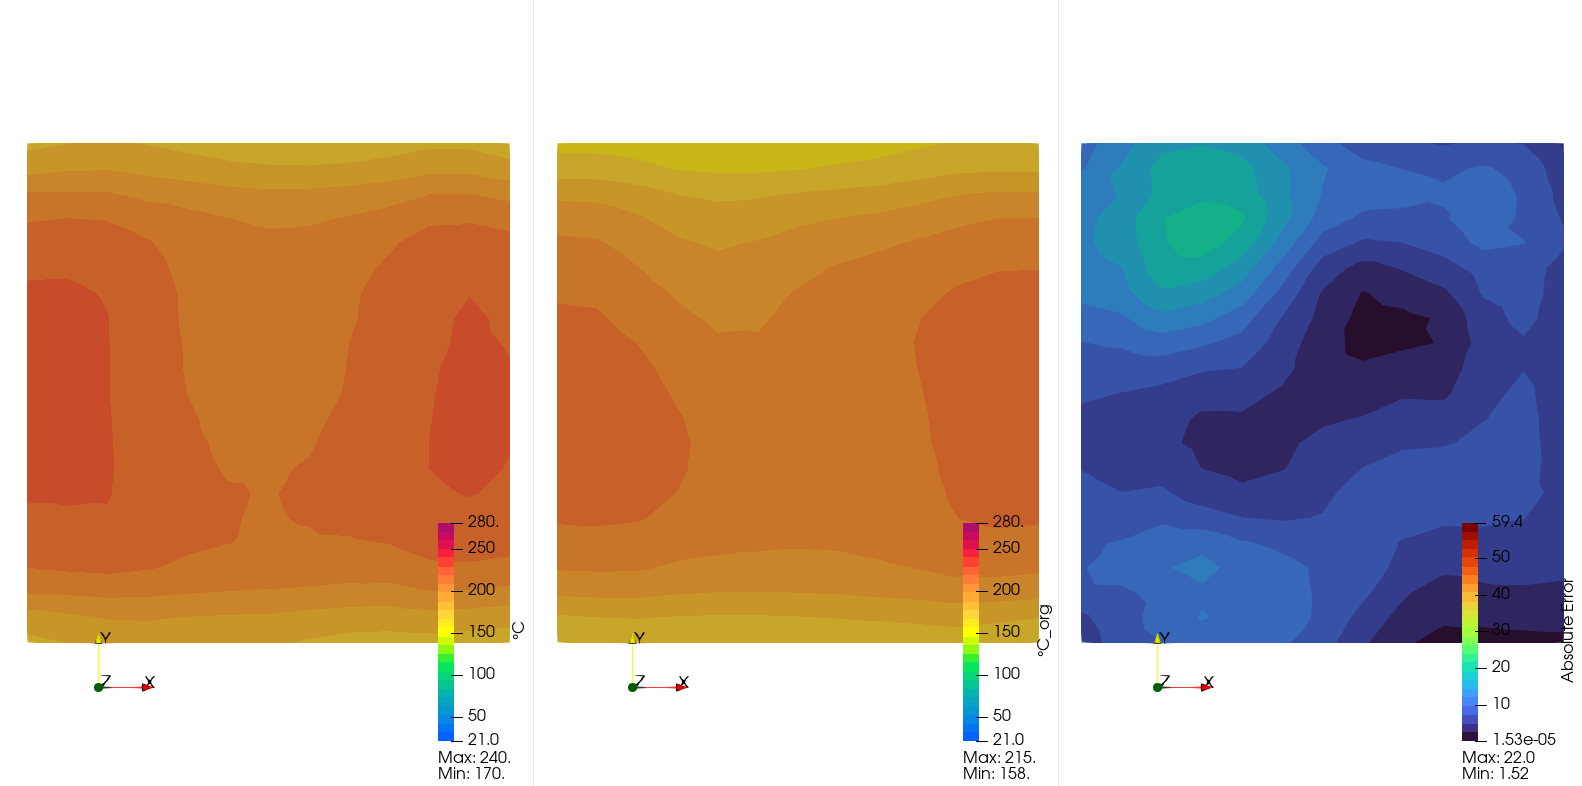 280.
250
200
150
100
50
21.0
°C
Max: 240.
Min: 170.
Y
Z
X
280.
250
200
150
100
50
21.0
°C_org
Max: 215.
Min: 158.
Y
Z
X
59.4
50
40
30
20
10
1.53e-05
Absolute Error
Max: 22.0
Min: 1.52
Y
Z
X